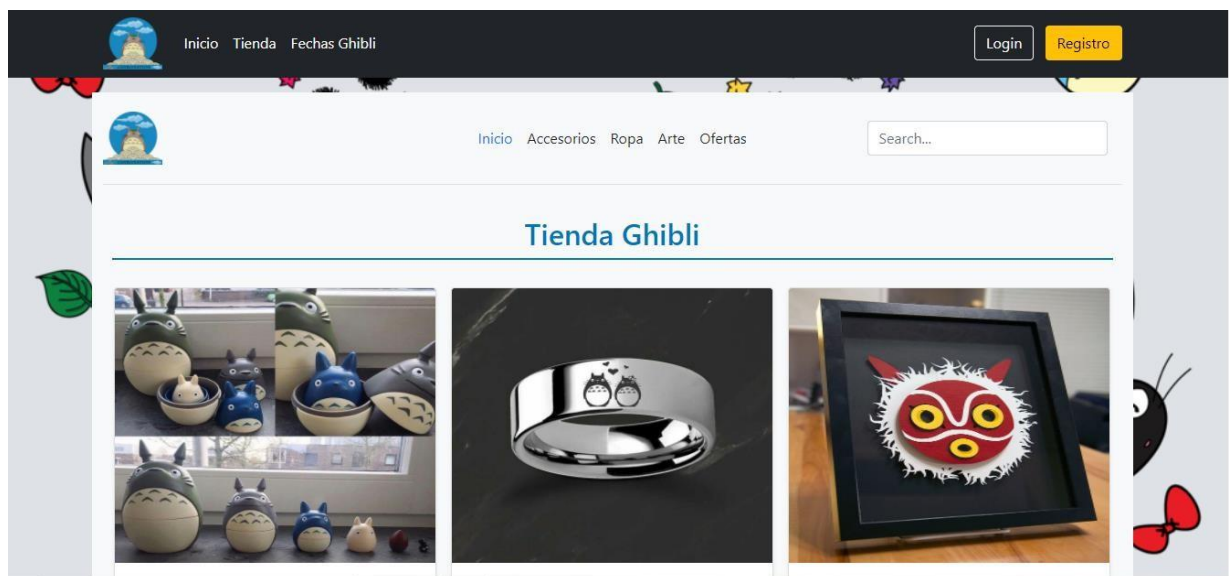 Inicio Tienda Fechas Ghibli Login Registro
Inicio Accesorios Ropa Arte Ofertas Search...
Tienda Ghibli